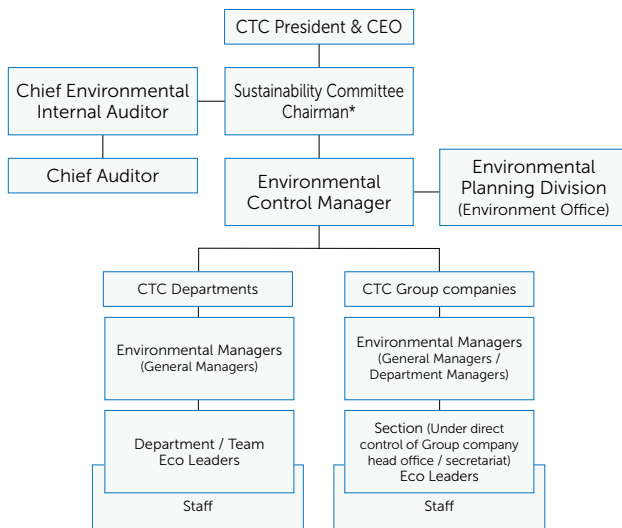 CTC President & CEO
Chief Environmental
Internal Auditor
Sustainability Committee
Chairman*
Chief Auditor
Environmental
Control Manager
Environmental
Planning Division
(Environment Office)
CTC Departments
CTC Group companies
Environmental Managers
(General Managers)
Environmental Managers
(General Managers /
Department Managers)
Department / Team
Eco Leaders
Section (Under direct
control of Group company
head office / secretariat)
Eco Leaders
Staff
Staff